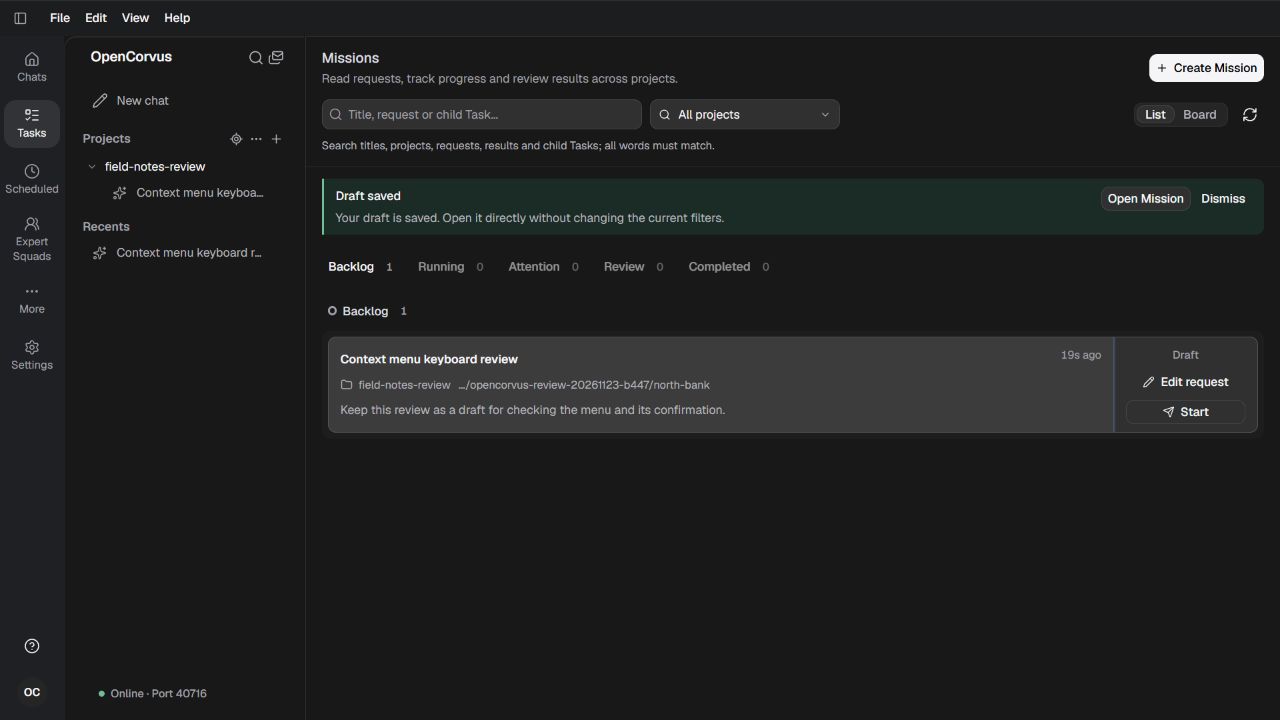 File Edit View Help
Chats
Tasks
Scheduled
Expert
Squads
More
Settings
OC
OpenCorvus
New chat
Projects
field-notes-review
Context menu keyboa...
Recents
Context menu keyboard r...
Online · Port 40716
Missions
Read requests, track progress and review results across projects.
Create Mission
Title, request or child Task...
All projects
List Board
Search titles, projects, requests, results and child Tasks; all words must match.
Draft saved
Your draft is saved. Open it directly without changing the current filters.
Open Mission Dismiss
Backlog 1 Running 0 Attention 0 Review 0 Completed 0
Backlog 1
Context menu keyboard review
19s ago
field-notes-review .../opencorvus-review-20261123-b447/north-bank
Keep this review as a draft for checking the menu and its confirmation.
Draft
Edit request
Start